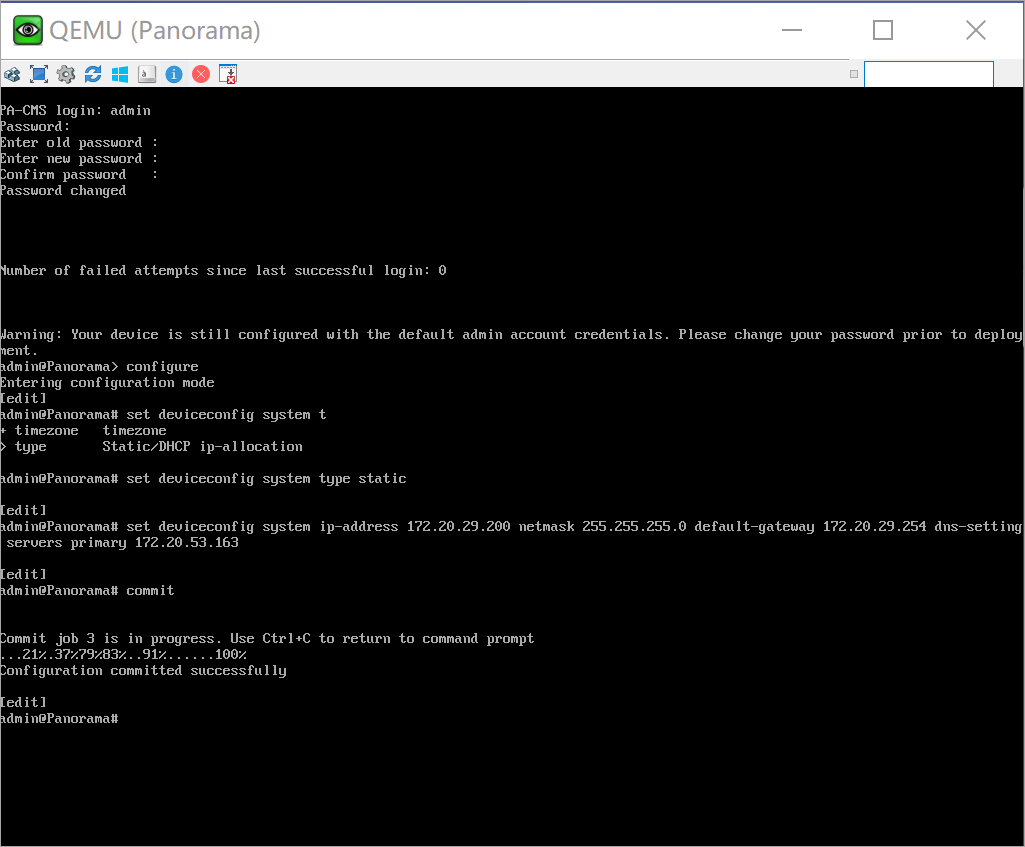 QEMU (Panorama)
PA-CMS login: admin
Password:
Enter old password :
Enter new password :
Confirm password   :
Password changed
Number of failed attempts since last successful login: 0
Warning: Your device is still configured with the default admin account credentials. Please change your password prior to deploy
ment.
admin@Panorama> configure
Entering configuration mode
[edit]
admin@Panorama# set deviceconfig system t
+ timezone   timezone
> type       Static/DHCP ip-allocation
admin@Panorama# set deviceconfig system type static
[edit]
admin@Panorama# set deviceconfig system ip-address 172.20.29.200 netmask 255.255.255.0 default-gateway 172.20.29.254 dns-setting
 servers primary 172.20.53.163
[edit]
admin@Panorama# commit
Commit job 3 is in progress. Use Ctrl+C to return to command prompt
...21%.37%79%83%..91%......100%
Configuration committed successfully
[edit]
admin@Panorama#